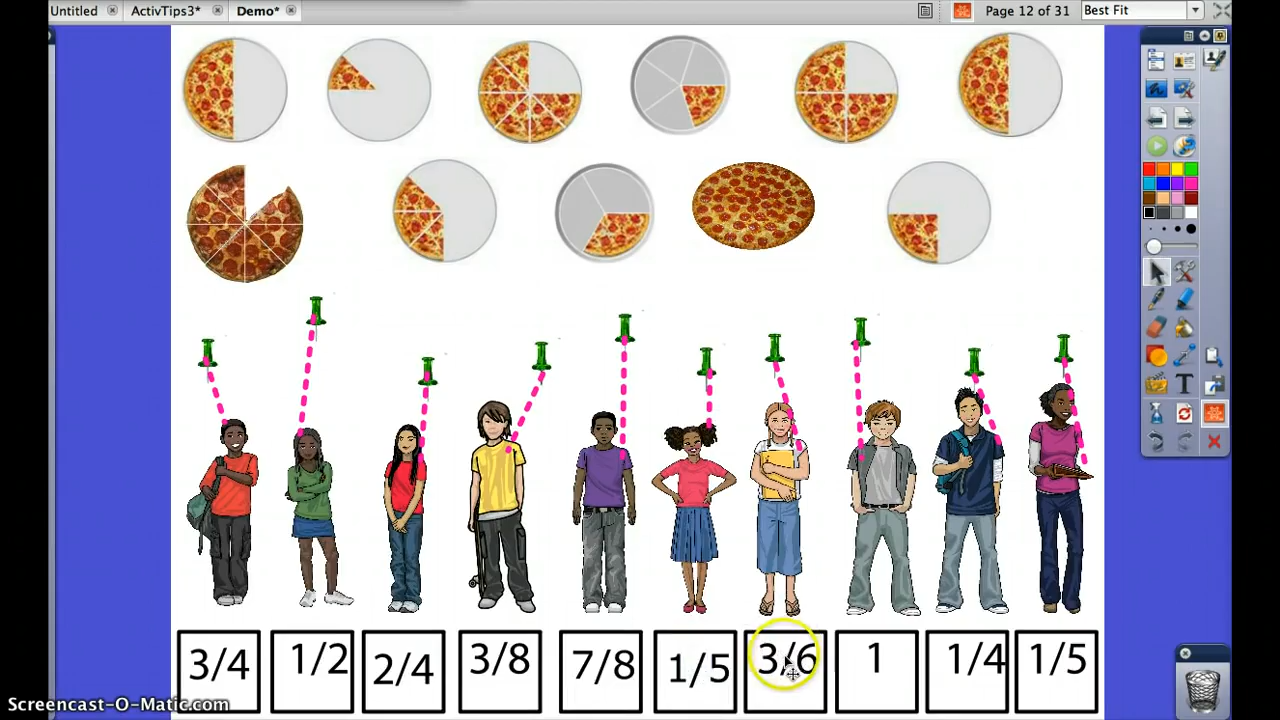 Untitled ActivTips3* Demo* Page 12 of 31 Best Fit
3/4 1/2 2/4 3/8 7/8 1/5 3/6 1 1/4 1/5
Screencast-O-Matic.com